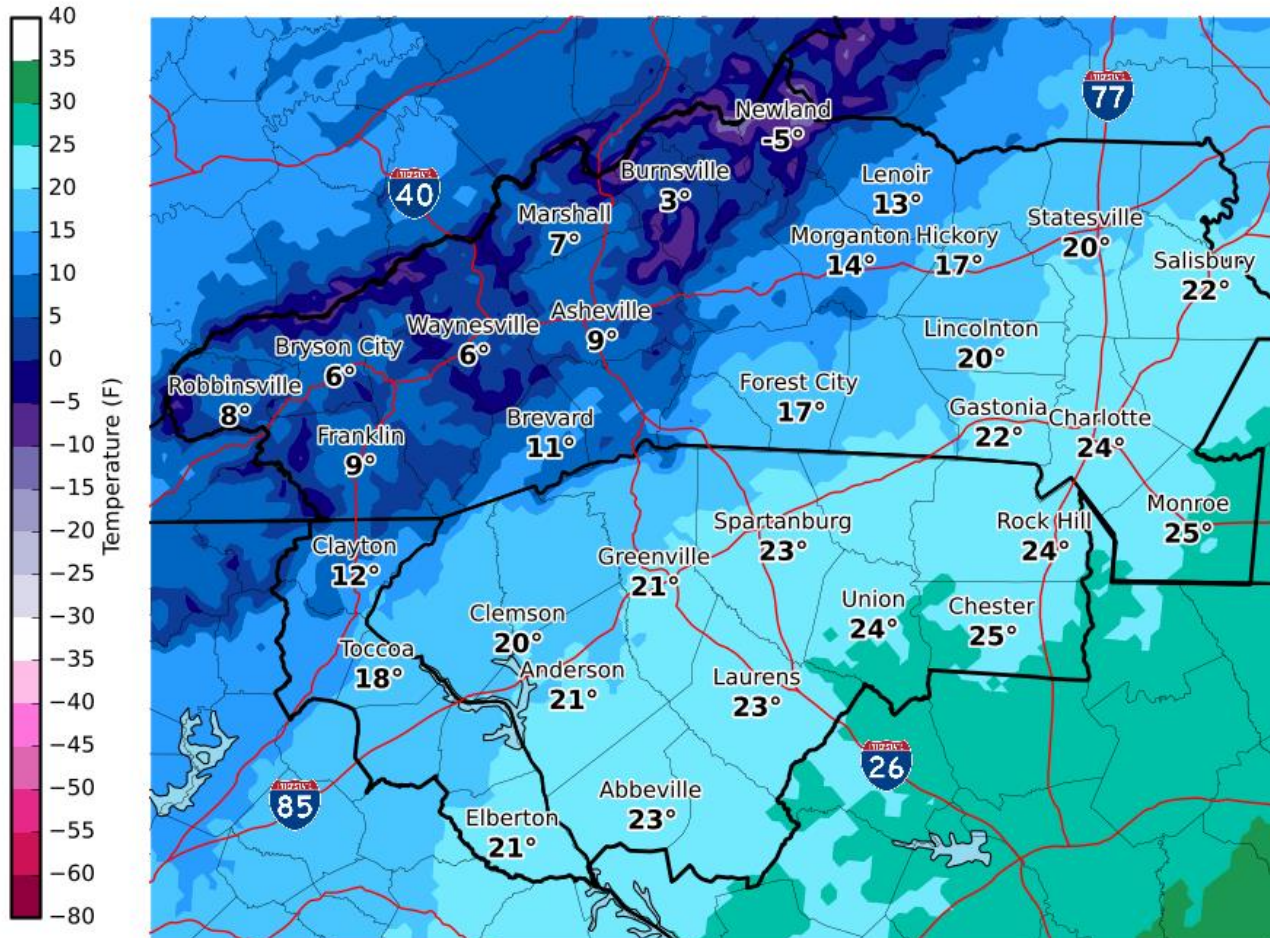 40
35
30
25
20
15
10
5
0
−5
−10
−15
−20
−25
−30
−35
−40
−45
−50
−55
−60
−80
Temperature (F)
77
Newland
-5°
40
Burnsville
3°
Lenoir
13°
Marshall
7°
Statesville
20°
Morganton
14°
Hickory
17°
Salisbury
22°
Asheville
9°
Waynesville
6°
Bryson City
6°
Lincolnton
20°
Robbinsville
8°
Forest City
17°
Brevard
11°
Gastonia
22°
Charlotte
24°
Franklin
9°
Monroe
25°
Spartanburg
23°
Rock Hill
24°
Clayton
12°
Greenville
21°
Clemson
20°
Union
24°
Chester
25°
Toccoa
18°
Anderson
21°
Laurens
23°
26
85
Abbeville
23°
Elberton
21°